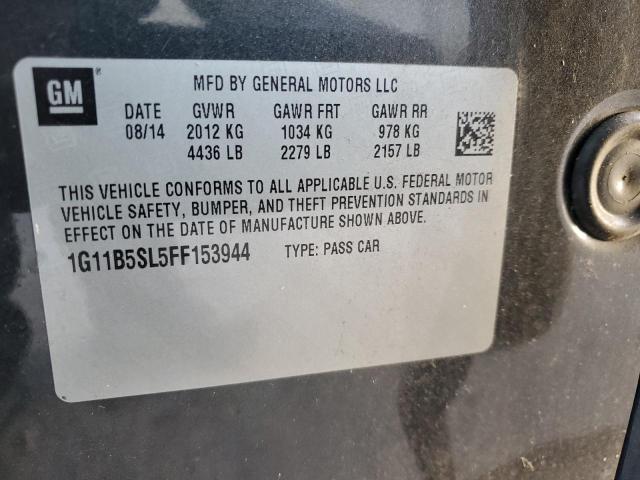 GM
MFD BY GENERAL MOTORS LLC
DATE GVWR GAWR FRT GAWR RR
08/14 2012 KG 1034 KG 978 KG
4436 LB 2279 LB 2157 LB
THIS VEHICLE CONFORMS TO ALL APPLICABLE U.S. FEDERAL MOTOR
VEHICLE SAFETY, BUMPER, AND THEFT PREVENTION STANDARDS IN
EFFECT ON THE DATE OF MANUFACTURE SHOWN ABOVE.
1G11B5SL5FF153944 TYPE: PASS CAR